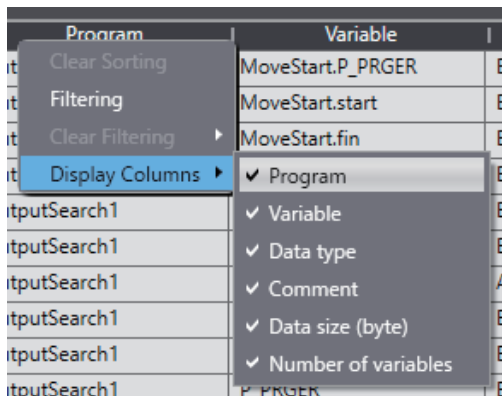 Program Variable
Clear Sorting
MoveStart.P_PRGER
Filtering
MoveStart.start
Clear Filtering
MoveStart.fin
Display Columns
Program
tputSearch1
Variable
tputSearch1
Data type
tputSearch1
Comment
tputSearch1
Data size (byte)
tputSearch1
Number of variables
tputSearch1
P_PRGER